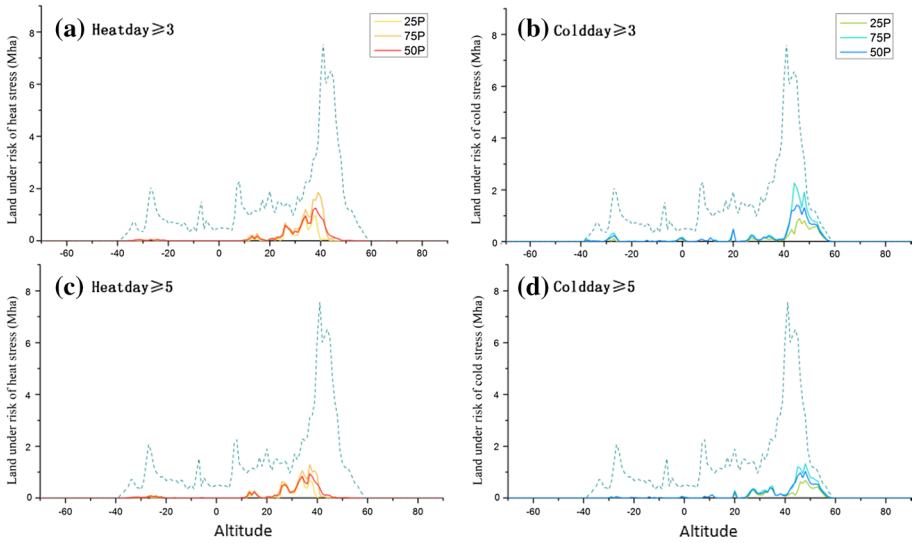 (a) Heatday≥3
25P
75P
50P
Land under risk of heat stress (Mha)
8
6
4
2
0
-60 -40 -20 0 20 40 60 80
(b) Coldday≥3
25P
75P
50P
Land under risk of cold stress (Mha)
8
6
4
2
0
-60 -40 -20 0 20 40 60 80
(c) Heatday≥5
Land under risk of heat stress (Mha)
8
6
4
2
0
-60 -40 -20 0 20 40 60 80
Altitude
(d) Coldday≥5
Land under risk of cold stress (Mha)
8
6
4
2
0
-60 -40 -20 0 20 40 60 80
Altitude